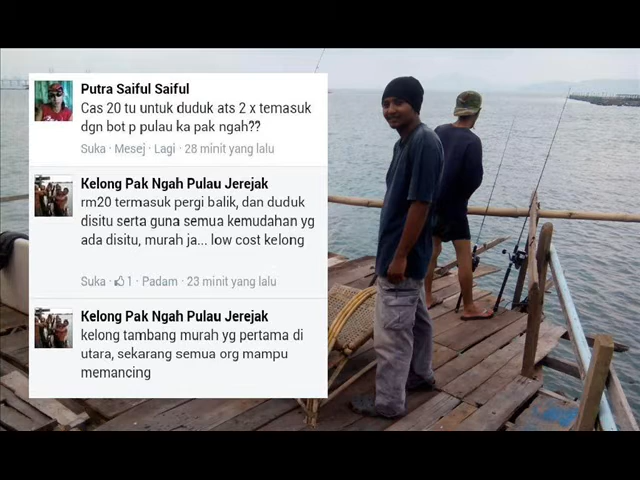 Putra Saiful Saiful
Cas 20 tu untuk duduk ats 2 x temasuk
dgn bot p pulau ka pak ngah??
Suka · Mesej · Lagi · 28 minit yang lalu
Kelong Pak Ngah Pulau Jerejak
rm20 termasuk pergi balik, dan duduk
disitu serta guna semua kemudahan yg
ada disitu, murah ja... low cost kelong
Suka · 1 · Padam · 23 minit yang lalu
Kelong Pak Ngah Pulau Jerejak
kelong tambang murah yg pertama di
utara, sekarang semua org mampu
memancing